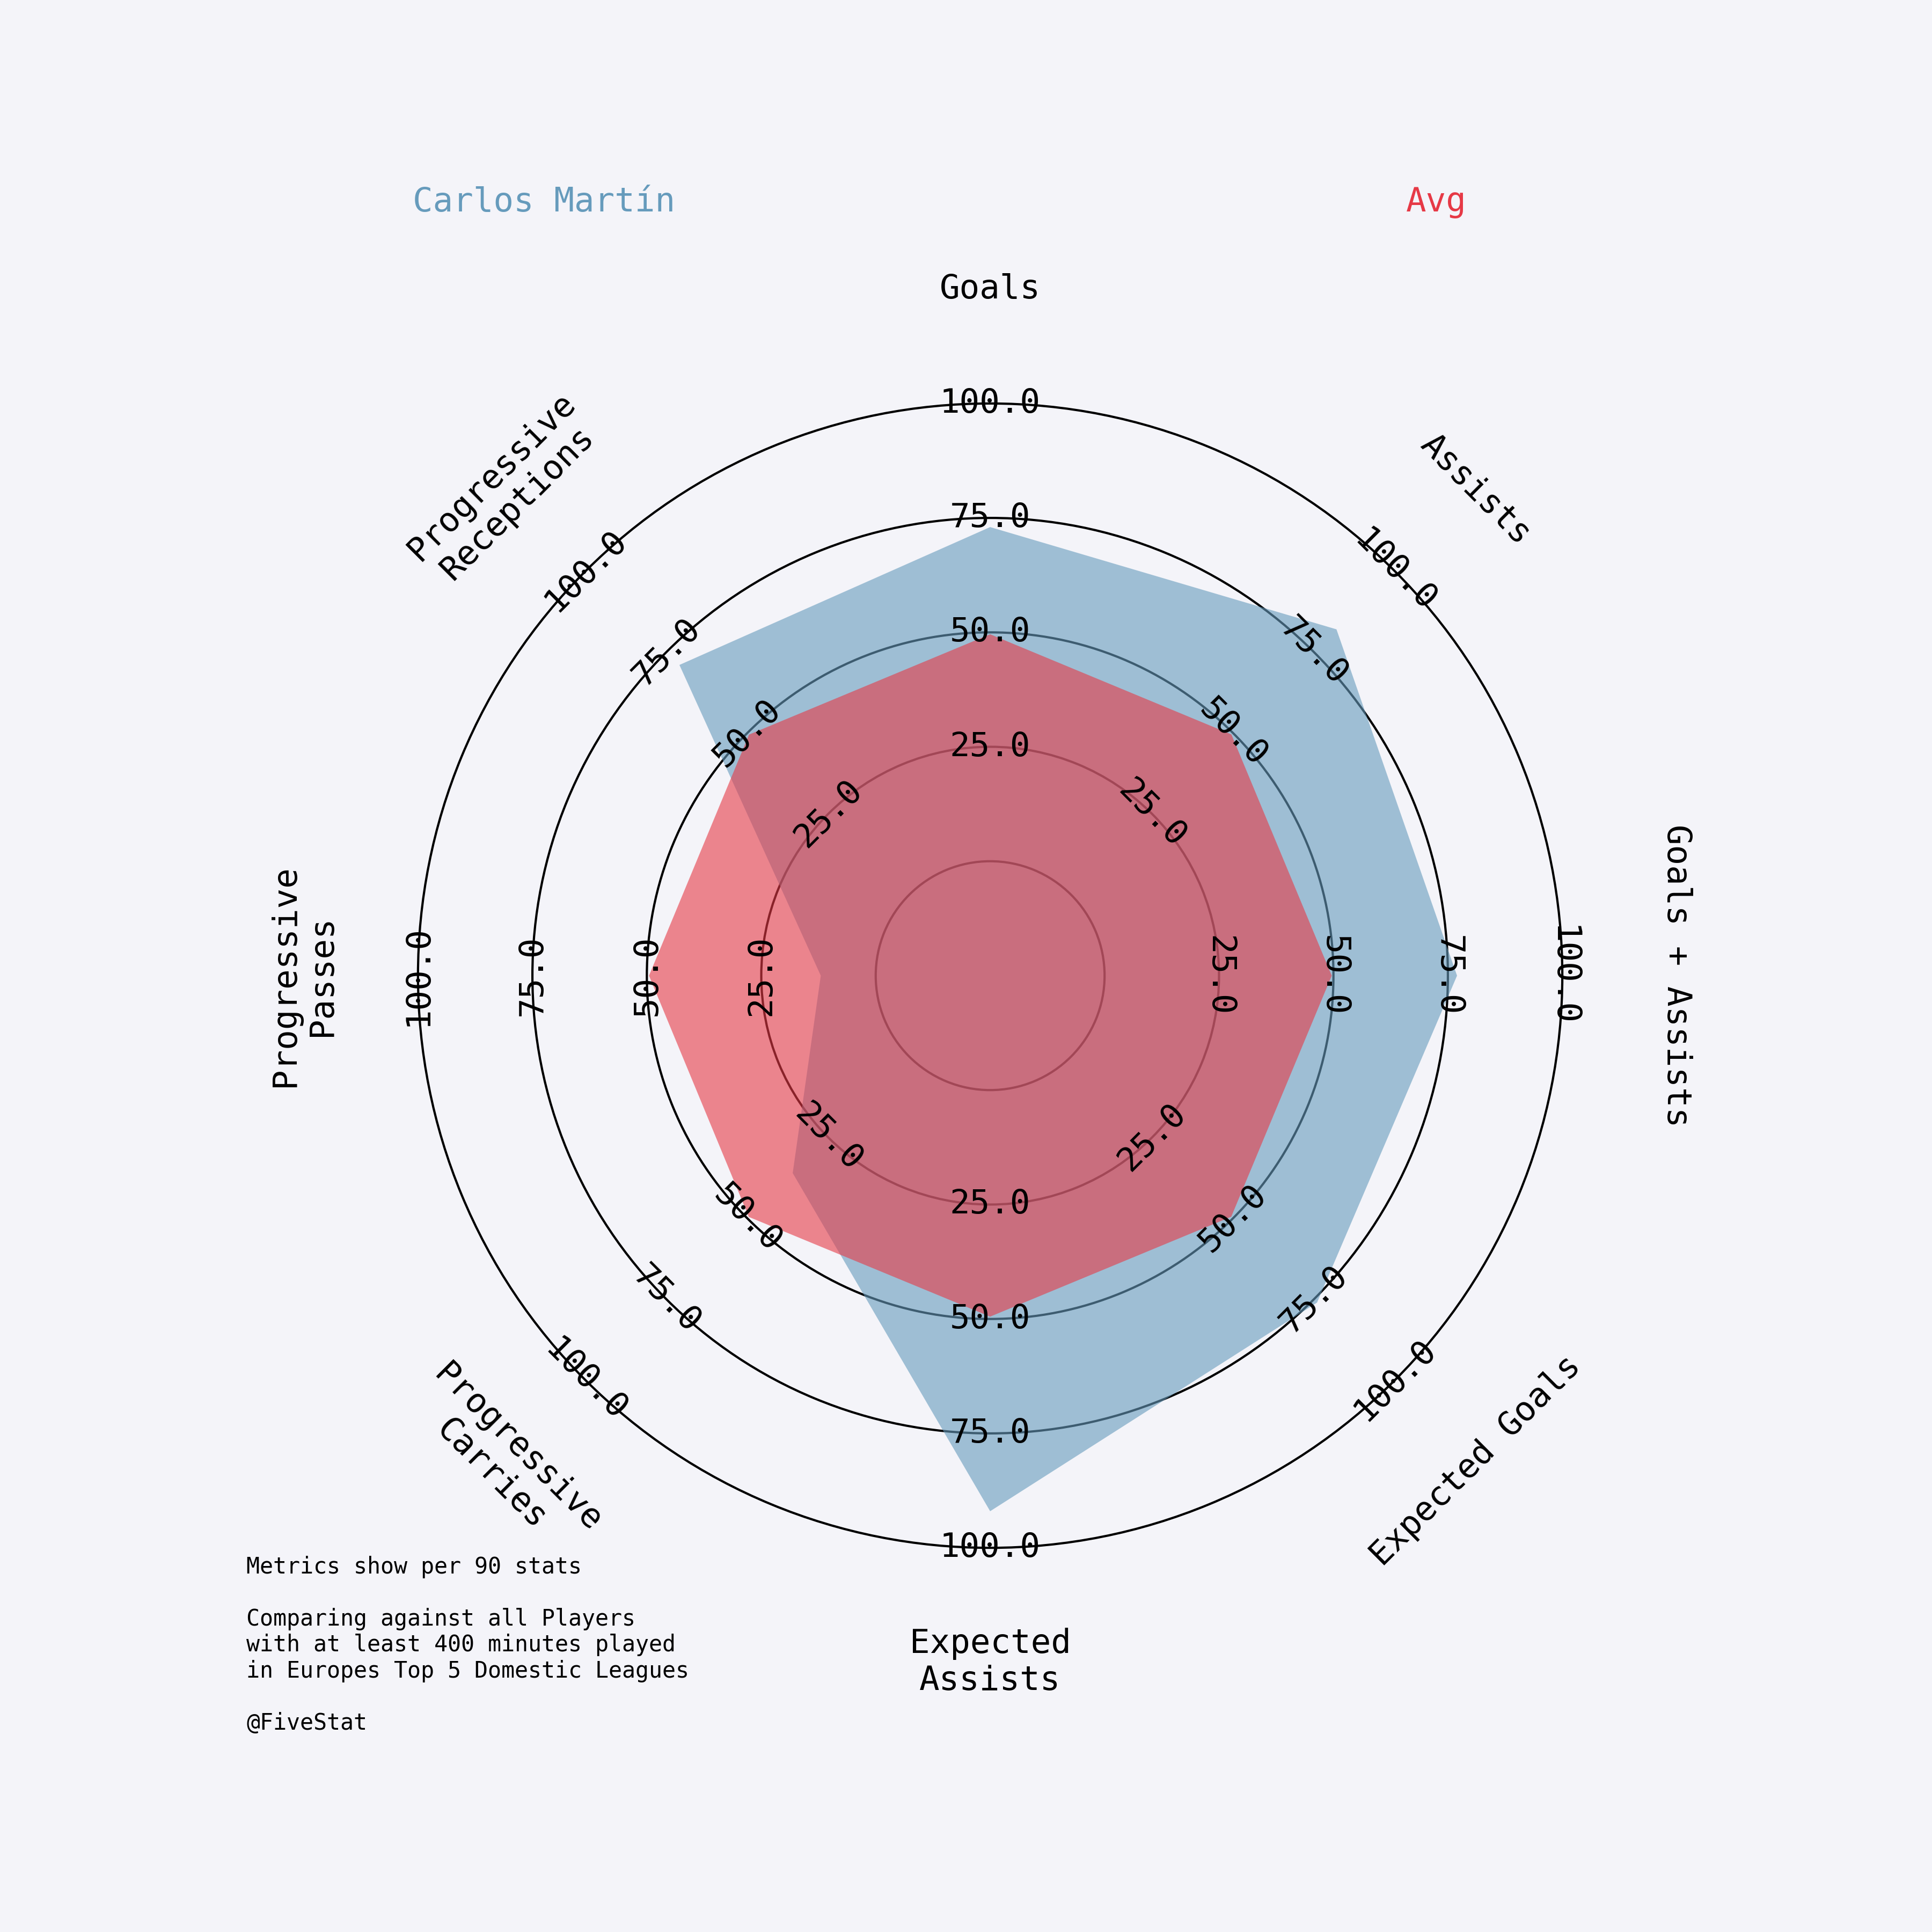 Carlos Martín
Avg
Goals
Assists
Goals + Assists
Expected Goals
Expected
Assists
Progressive
Carries
Progressive
Passes
Progressive
Receptions
25.0
50.0
75.0
100.0
25.0
50.0
75.0
100.0
25.0
50.0
75.0
100.0
25.0
50.0
75.0
100.0
25.0
50.0
75.0
100.0
25.0
50.0
75.0
100.0
25.0
50.0
75.0
100.0
25.0
50.0
75.0
100.0
Metrics show per 90 stats
Comparing against all Players
with at least 400 minutes played
in Europes Top 5 Domestic Leagues
@FiveStat